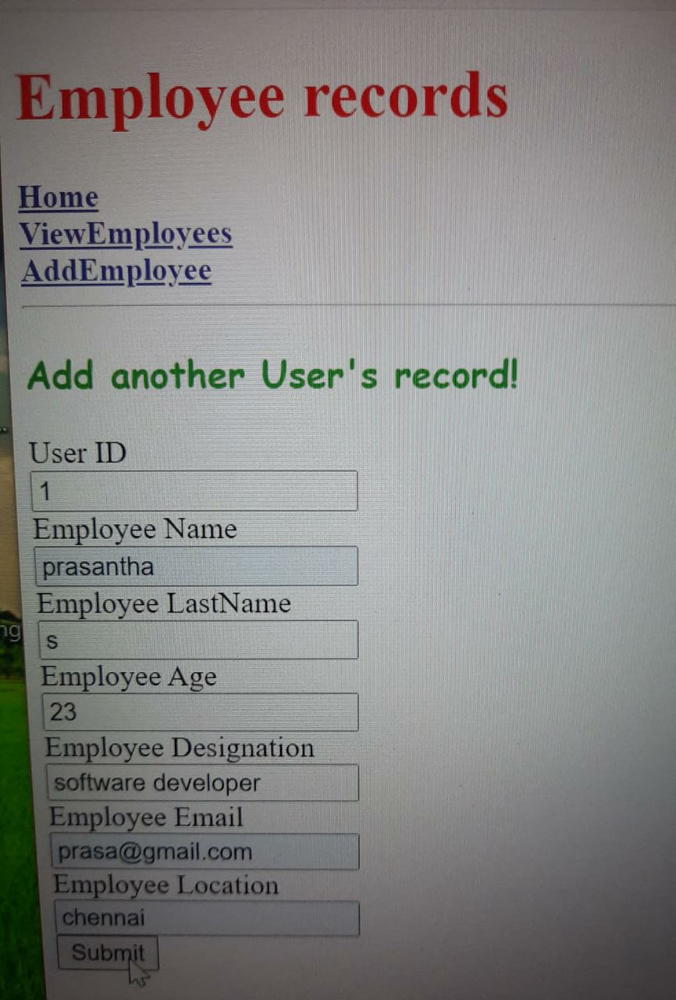 Employee records
Home
ViewEmployees
AddEmployee
Add another User's record!
User ID
1
Employee Name
prasantha
Employee LastName
s
Employee Age
23
Employee Designation
software developer
Employee Email
prasa@gmail.com
Employee Location
chennai
Submit